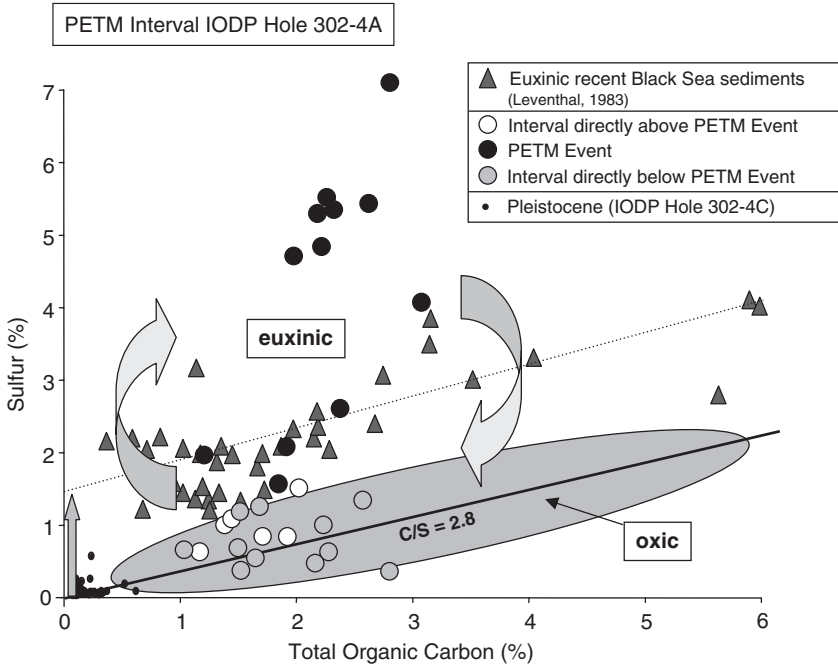 PETM Interval IODP Hole 302-4A
Euxinic recent Black Sea sediments
(Leventhal, 1983)
Interval directly above PETM Event
PETM Event
Interval directly below PETM Event
Pleistocene (IODP Hole 302-4C)
7
6
5
4
3
2
1
0
Sulfur (%)
euxinic
C/S = 2.8
oxic
0 1 2 3 4 5 6
Total Organic Carbon (%)